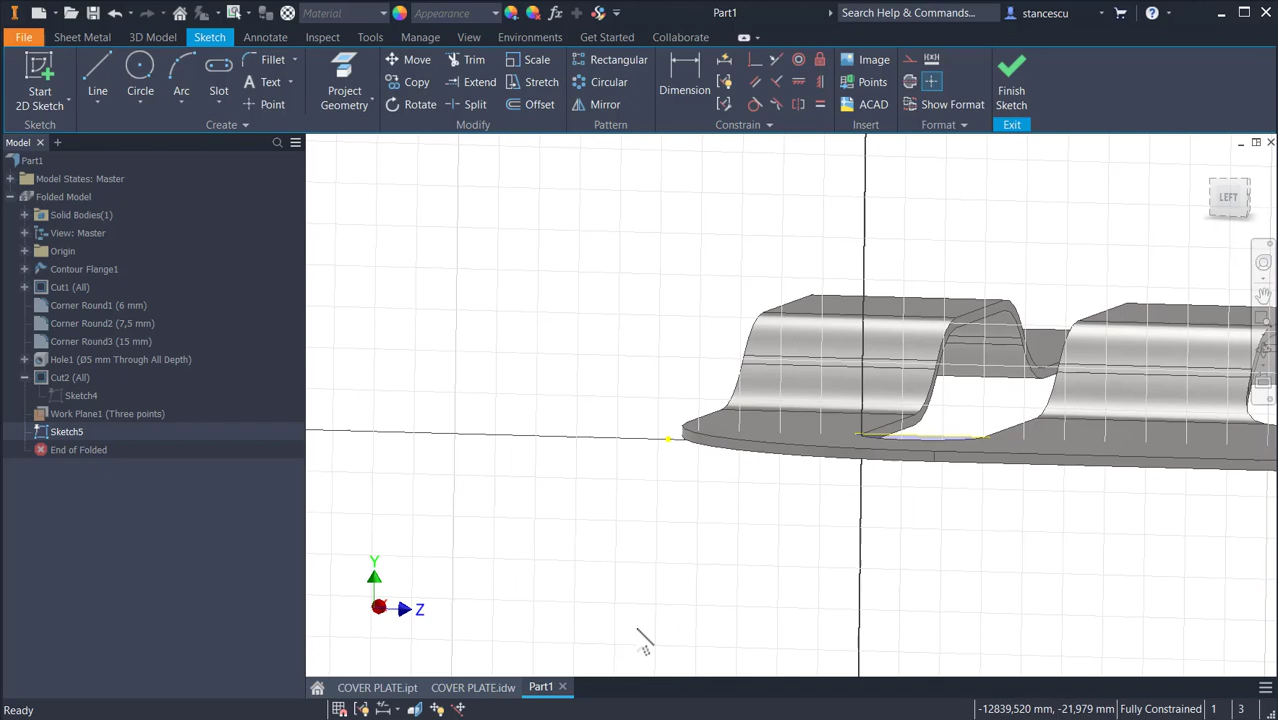 Material
Appearance
Part1
Search Help & Commands...
stancescu
File
Sheet Metal
3D Model
Sketch
Annotate
Inspect
Tools
Manage
View
Environments
Get Started
Collaborate
Start
2D Sketch
Line
Circle
Arc
Slot
Fillet
Text
Point
Project
Geometry
Move
Copy
Rotate
Trim
Extend
Split
Scale
Stretch
Offset
Rectangular
Circular
Mirror
Dimension
Image
Points
ACAD
Show Format
Finish
Sketch
Sketch
Create
Modify
Pattern
Constrain
Insert
Format
Exit
Model
Part1
Model States: Master
Folded Model
Solid Bodies(1)
View: Master
Origin
Contour Flange1
Cut1 (All)
Corner Round1 (6 mm)
Corner Round2 (7,5 mm)
Corner Round3 (15 mm)
Hole1 (Ø5 mm Through All Depth)
Cut2 (All)
Sketch4
Work Plane1 (Three points)
Sketch5
End of Folded
LEFT
Y
Z
COVER PLATE.ipt
COVER PLATE.idw
Part1
Ready
-12839,520 mm, -21,979 mm
Fully Constrained
1
3